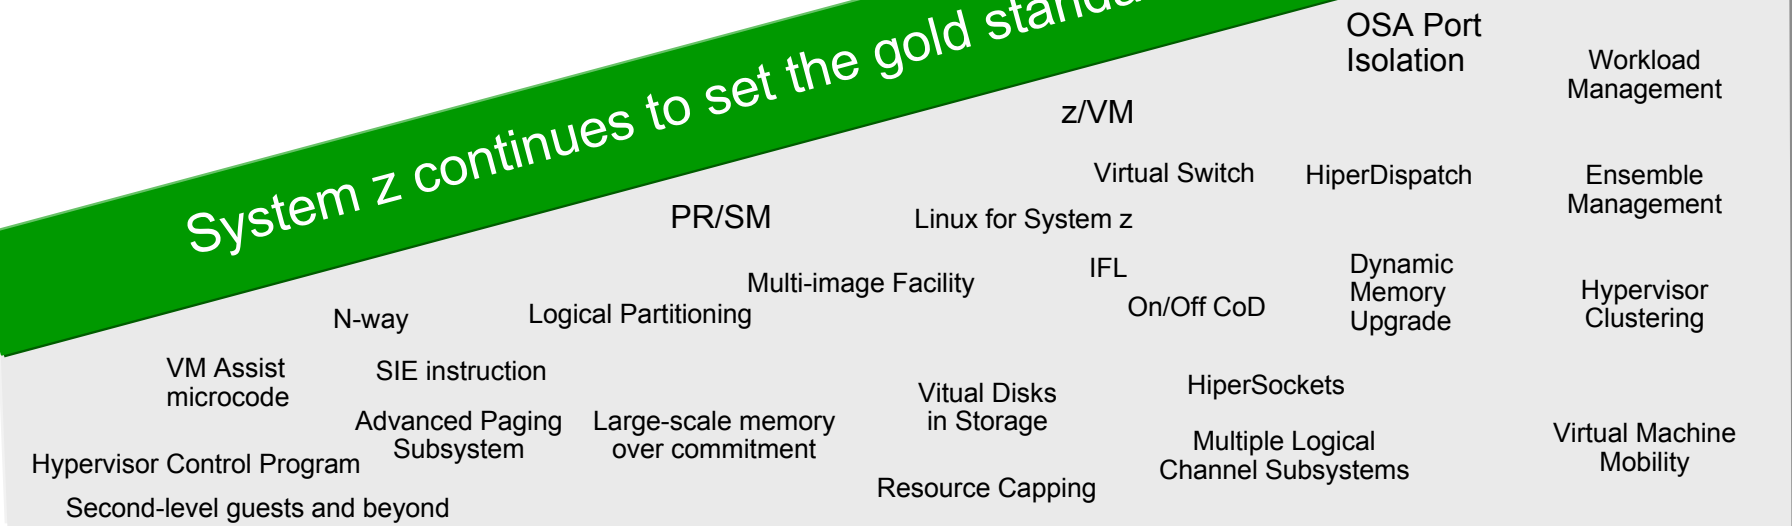 System z continues to set the gold
OSA Port
Isolation
Workload
Management
z/VM
Virtual Switch
HiperDispatch
Ensemble
Management
PR/SM
Linux for System z
Multi-image Facility
IFL
On/Off CoD
Dynamic
Memory
Upgrade
Hypervisor
Clustering
N-way
Logical Partitioning
VM Assist
microcode
SIE instruction
Advanced Paging
Subsystem
Large-scale memory
over commitment
Vitual Disks
in Storage
HiperSockets
Multiple Logical
Channel Subsystems
Virtual Machine
Mobility
Hypervisor Control Program
Resource Capping
Second-level guests and beyond